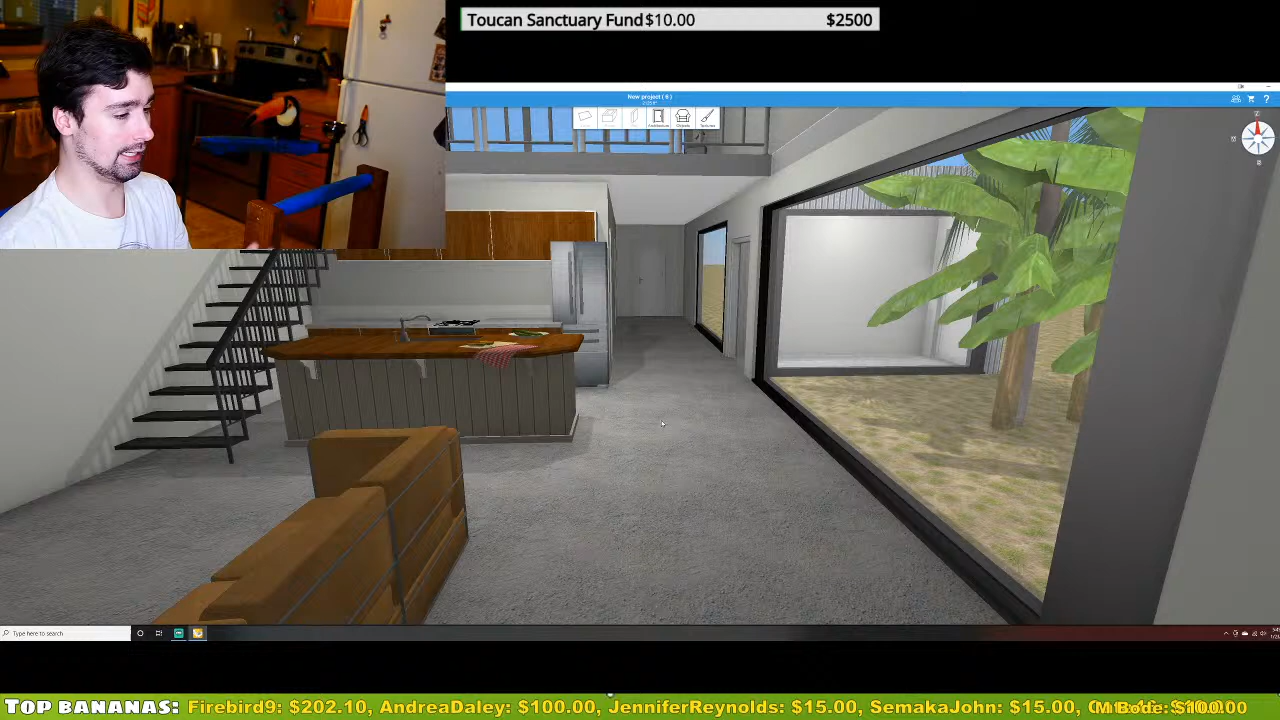 Toucan Sanctuary Fund $10.00 $2500
New project ( 6 )
Type here to search
TOP BANANAS: Firebird9: $202.10, AndreaDaley: $100.00, JenniferReynolds: $15.00, SemakaJohn: $15.00,